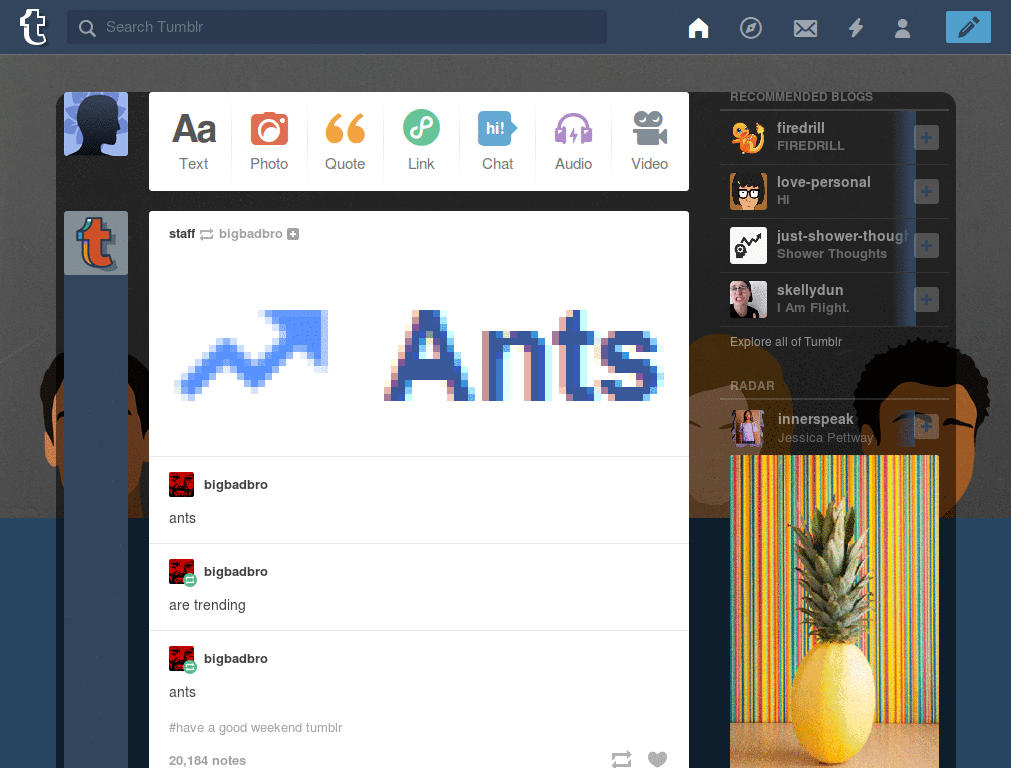 Search Tumblr
Aa
hi!
Text
Photo
Quote
Link
Chat
Audio
Video
staff bigbadbro
Ants
bigbadbro
ants
bigbadbro
are trending
bigbadbro
ants
#have a good weekend tumblr
20,184 notes
RECOMMENDED BLOGS
firedrill
FIREDRILL
love-personal
HI
just-shower-though
Shower Thoughts
skellydun
I Am Flight.
Explore all of Tumblr
RADAR
innerspeak
Jessica Pettway